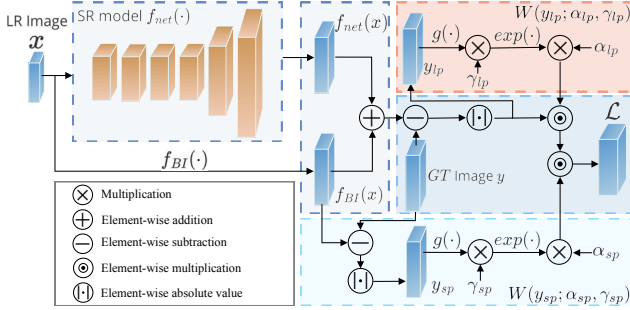 LR Image
x
SR model f_net(·)
f_net(x)
W(y_lp; α_lp, γ_lp)
g(·)
exp(·)
y_lp
γ_lp
α_lp
f_BI(·)
f_BI(x)
GT Image y
ℒ
Multiplication
Element-wise addition
Element-wise subtraction
Element-wise multiplication
Element-wise absolute value
g(·)
exp(·)
y_sp
γ_sp
α_sp
W(y_sp; α_sp, γ_sp)